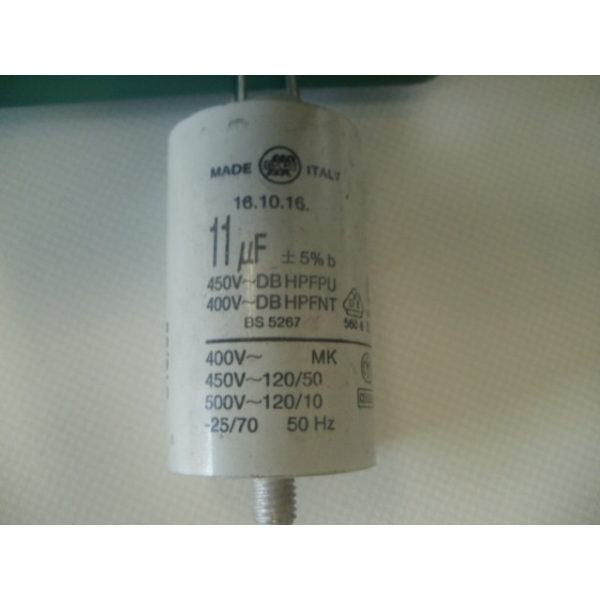 MADE ITALY
16.10.16.
11 µF ± 5% b
450V~DB HPFPU
400V~DB HPFNT
BS 5267 560
400V~ MK
450V~120/50
500V~120/10
-25/70 50 Hz